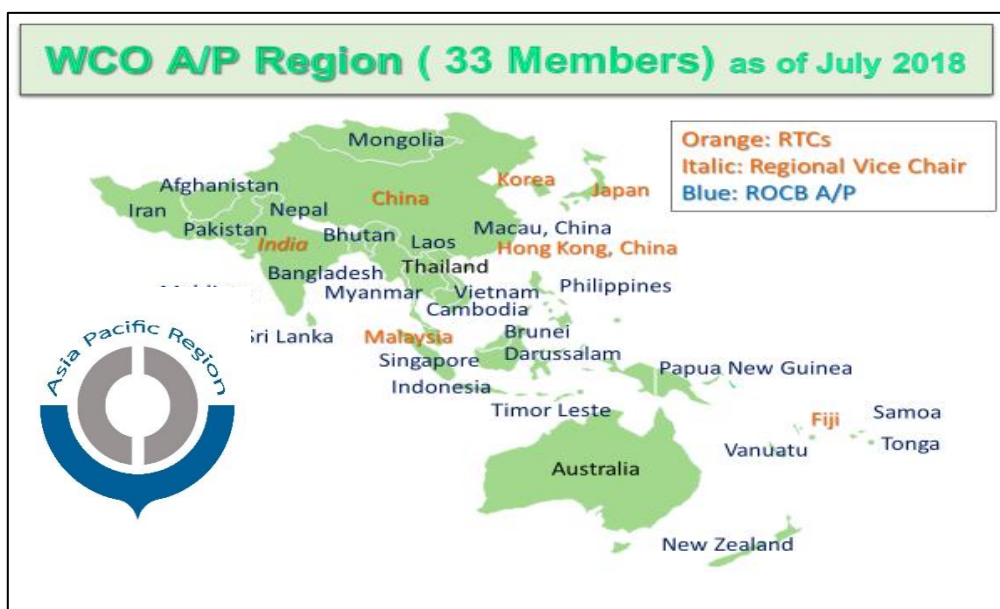 WCO A/P Region ( 33 Members) as of July 2018
Orange: RTCs
Italic: Regional Vice Chair
Blue: ROCB A/P
Mongolia
Korea
Japan
Afghanistan
China
Iran
Nepal
Pakistan
India
Bhutan
Laos
Macau, China
Hong Kong, China
Bangladesh
Thailand
Myanmar
Vietnam
Philippines
Cambodia
Lanka
Malaysia
Brunei
Darussalam
Singapore
Indonesia
Papua New Guinea
Timor Leste
Fiji
Samoa
Vanuatu
Tonga
Australia
New Zealand
Asia Pacific Region